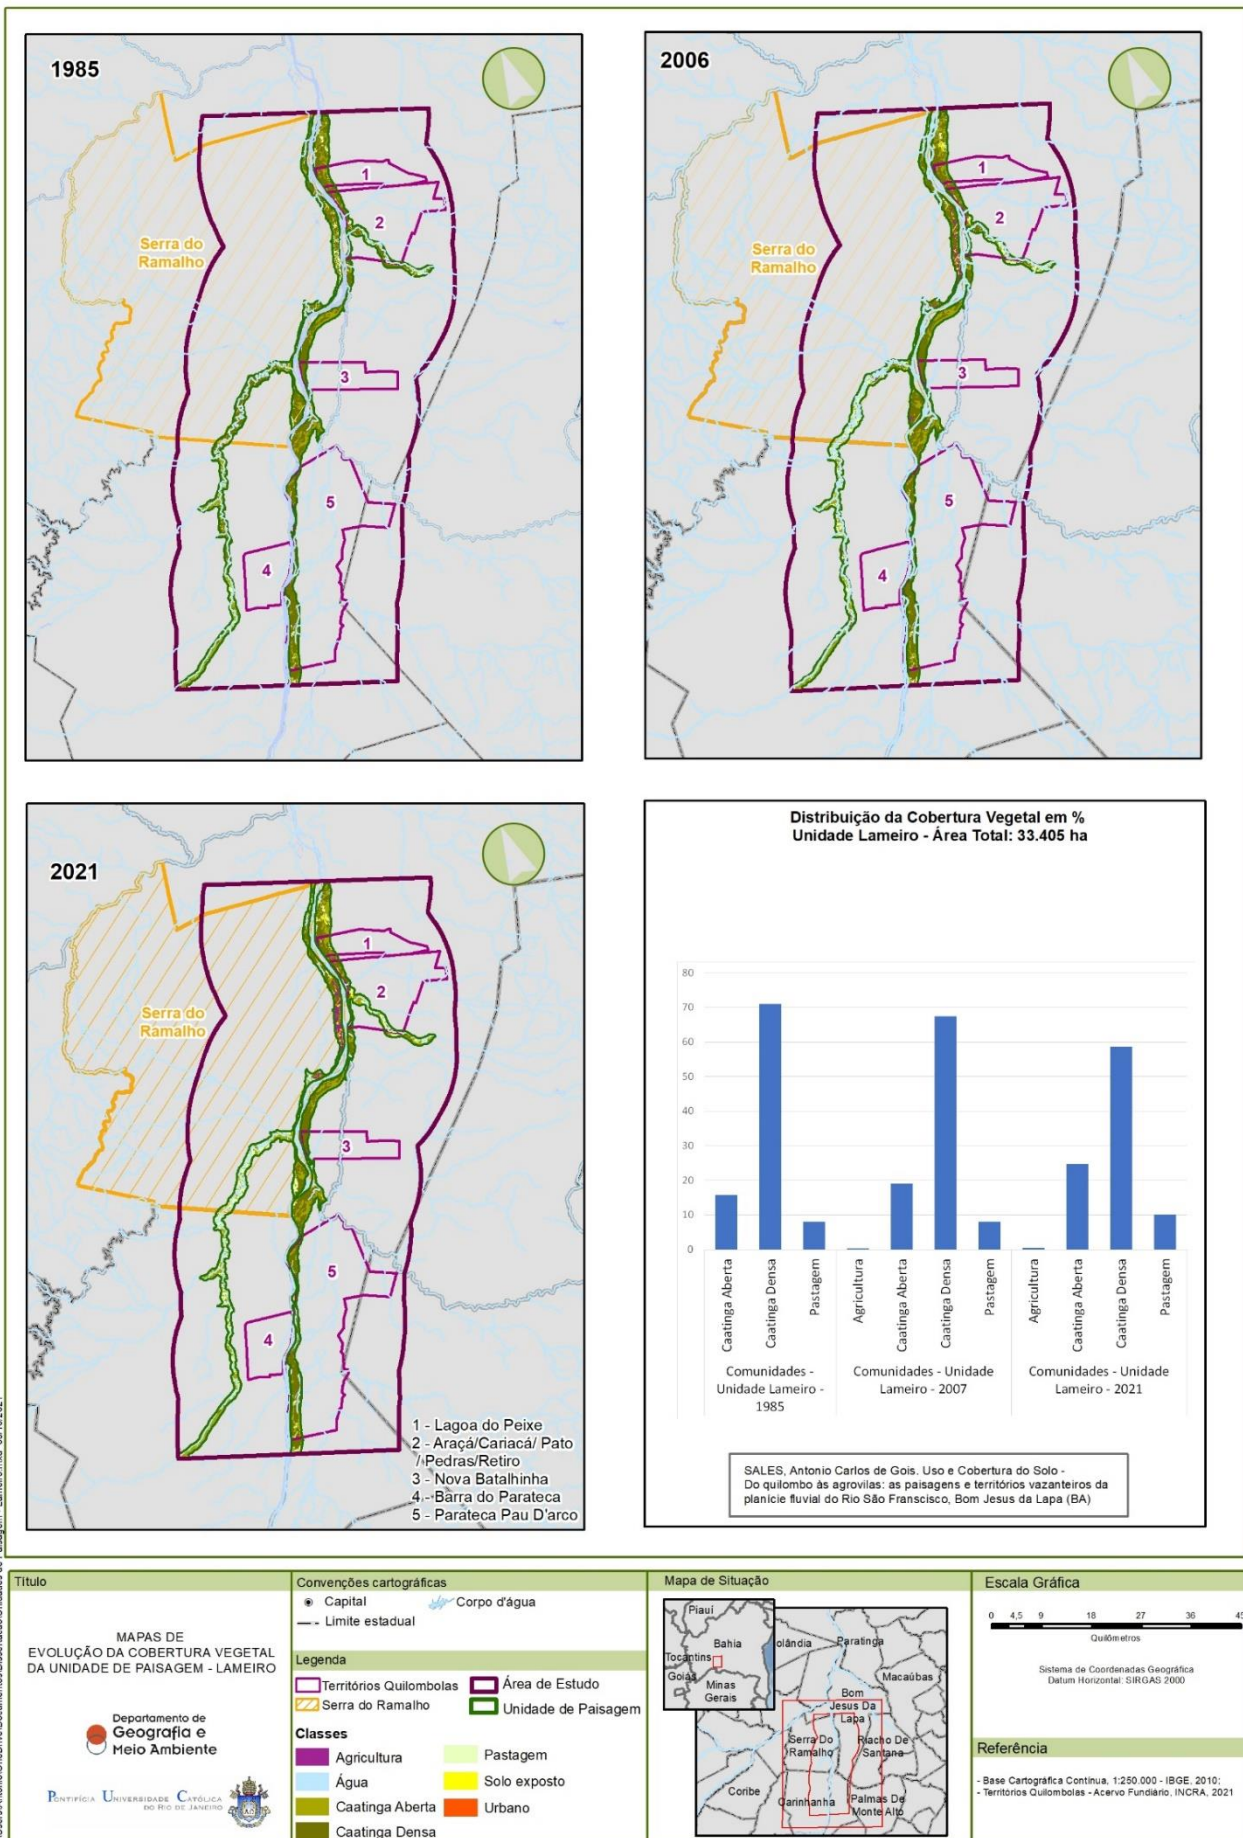 1985
Serra do
Ramalho
1
2
3
5
4
2006
Serra do
Ramalho
1
2
3
5
4
2021
Serra do
Ramalho
1
2
3
5
4
1 - Lagoa do Peixe
2 - Araçá/Cariacá/ Pato
/ Pedras/Retiro
3 - Nova Batalhinha
4 - Barra do Parateca
5 - Parateca Pau D'arco
Distribuição da Cobertura Vegetal em %
Unidade Lameiro - Área Total: 33.405 ha
80
70
60
50
40
30
20
10
0
Caatinga Aberta
Caatinga Densa
Pastagem
Agricultura
Caatinga Aberta
Caatinga Densa
Pastagem
Agricultura
Caatinga Aberta
Caatinga Densa
Pastagem
Comunidades -
Unidade Lameiro -
1985
Comunidades - Unidade
Lameiro - 2007
Comunidades - Unidade
Lameiro - 2021
SALES, Antonio Carlos de Gois. Uso e Cobertura do Solo -
Do quilombo às agrovilas: as paisagens e territórios vazanteiros da
planície fluvial do Rio São Franscisco, Bom Jesus da Lapa (BA)
Título
MAPAS DE
EVOLUÇÃO DA COBERTURA VEGETAL
DA UNIDADE DE PAISAGEM - LAMEIRO
Departamento de
Geografia e
Meio Ambiente
PONTIFÍCIA UNIVERSIDADE CATÓLICA
DO RIO DE JANEIRO
Convenções cartográficas
Capital
Corpo d'água
Limite estadual
Legenda
Territórios Quilombolas
Área de Estudo
Serra do Ramalho
Unidade de Paisagem
Classes
Agricultura
Pastagem
Água
Solo exposto
Caatinga Aberta
Urbano
Caatinga Densa
Mapa de Situação
Piauí
Bahia
Tocantins
Goiás
Minas
Gerais
olândia
Paratinga
Macaúbas
Bom
Jesus Da
Lapa
Serra Do
Ramalho
Riacho De
Santana
Coribe
Carinhanha
Palmas De
Monte Alto
Escala Gráfica
0 4,5 9 18 27 36 45
Quilômetros
Sistema de Coordenadas Geográfica
Datum Horizontal: SIRGAS 2000
Referência
- Base Cartográfica Contínua, 1:250.000 - IBGE, 2010;
- Territórios Quilombolas - Acervo Fundiário, INCRA, 2021